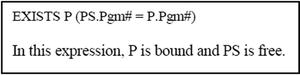 EXISTS P (PS.Pgm# = P.Pgm#)
In this expression, P is bound and PS is free.